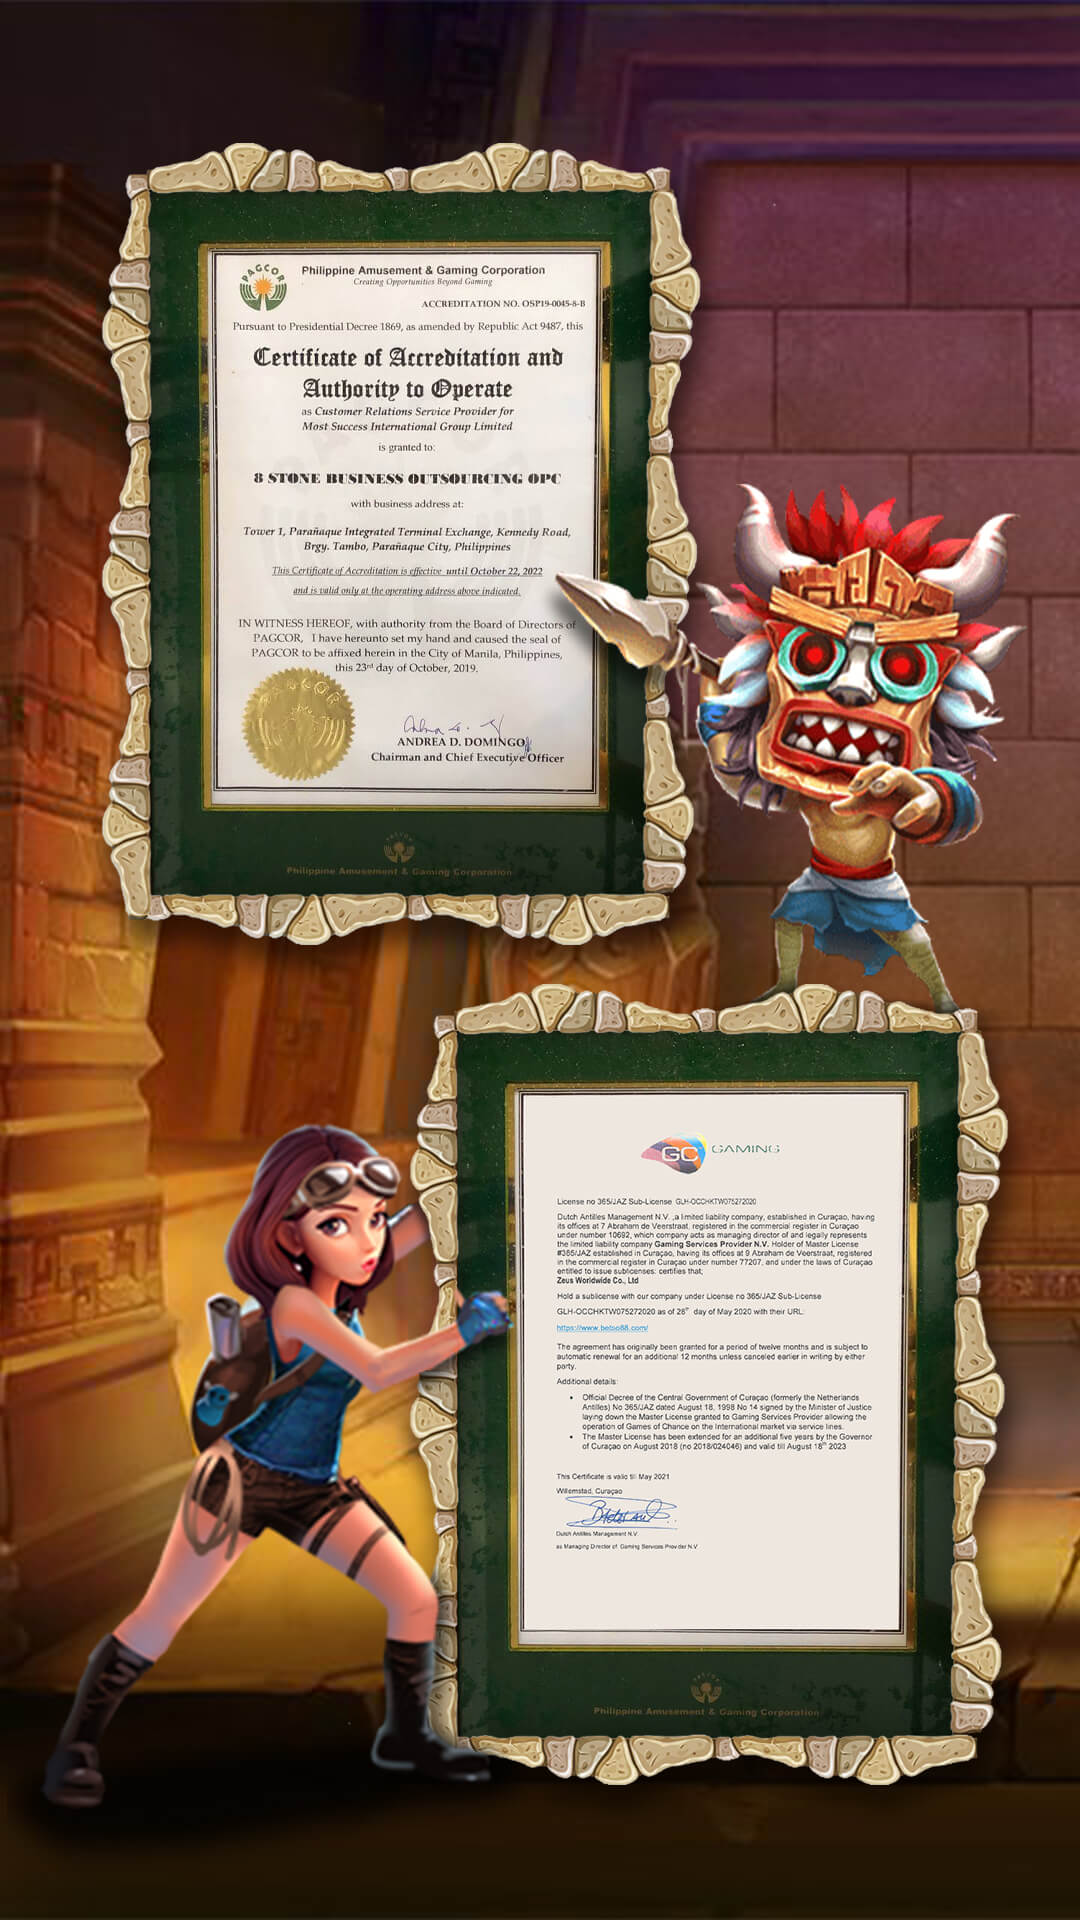 PAGCOR
Philippine Amusement & Gaming Corporation
Creating Opportunities Beyond Gaming
ACCREDITATION NO. OSP19-0045-8-B
Pursuant to Presidential Decree 1869, as amended by Republic Act 9487, this
Certificate of Accreditation and
Authority to Operate
as Customer Relations Service Provider for
Most Success International Group Limited
is granted to:
8 STONE BUSINESS OUTSOURCING OPC
with business address at:
Tower 1, Parañaque Integrated Terminal Exchange, Kennedy Road,
Brgy. Tambo, Parañaque City, Philippines
This Certificate of Accreditation is effective until October 22, 2022
and is valid only at the operating address above indicated.
IN WITNESS HEREOF, with authority from the Board of Directors of
PAGCOR, I have hereunto set my hand and caused the seal of
PAGCOR to be affixed herein in the City of Manila, Philippines,
this 23rd day of October, 2019.
PAGCOR
ANDREA D. DOMINGO
Chairman and Chief Executive Officer
PAGCOR
Philippine Amusement & Gaming Corporation
GC GAMING
License no 365/JAZ Sub-License GLH-OCCHKTW075272020
Dutch Antilles Management N.V. ,a limited liability company, established in Curaçao, having
its offices at 7 Abraham de Veerstraat, registered in the commercial register in Curaçao
under number 10692, which company acts as managing director of and legally represents
the limited liability company Gaming Services Provider N.V. Holder of Master License
#365/JAZ established in Curaçao, having its offices at 9 Abraham de Veerstraat, registered
in the commercial register in Curaçao under number 77207, and under the laws of Curaçao
entitled to issue sublicenses: certifies that;
Zeus Worldwide Co., Ltd
Hold a sublicense with our company under License no 365/JAZ Sub-License
GLH-OCCHKTW075272020 as of 28th day of May 2020 with their URL:
https://www.betso88.com/
The agreement has originally been granted for a period of twelve months and is subject to
automatic renewal for an additional 12 months unless canceled earlier in writing by either
party.
Additional details:
• Official Decree of the Central Government of Curaçao (formerly the Netherlands
Antilles) No 365/JAZ dated August 18, 1998 No 14 signed by the Minister of Justice
laying down the Master License granted to Gaming Services Provider allowing the
operation of Games of Chance on the International market via service lines.
• The Master License has been extended for an additional five years by the Governor
of Curaçao on August 2018 (no 2018/024046) and valid till August 18th 2023
This Certificate is valid till May 2021
Willemstad, Curaçao
Dutch Antilles Management N.V.
as Managing Director of Gaming Services Provider N.V
PAGCOR
Philippine Amusement & Gaming Corporation